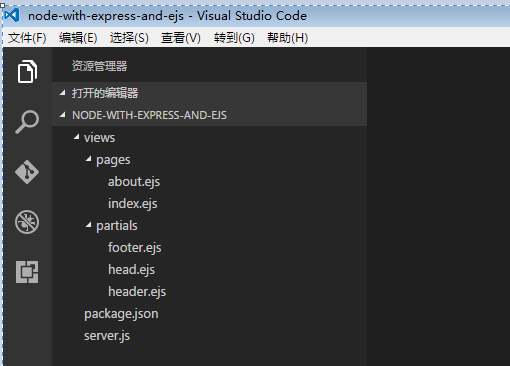 node-with-express-and-ejs - Visual Studio Code
文件(F) 编辑(E) 选择(S) 查看(V) 转到(G) 帮助(H)
资源管理器
打开的编辑器
NODE-WITH-EXPRESS-AND-EJS
views
pages
about.ejs
index.ejs
partials
footer.ejs
head.ejs
header.ejs
package.json
server.js